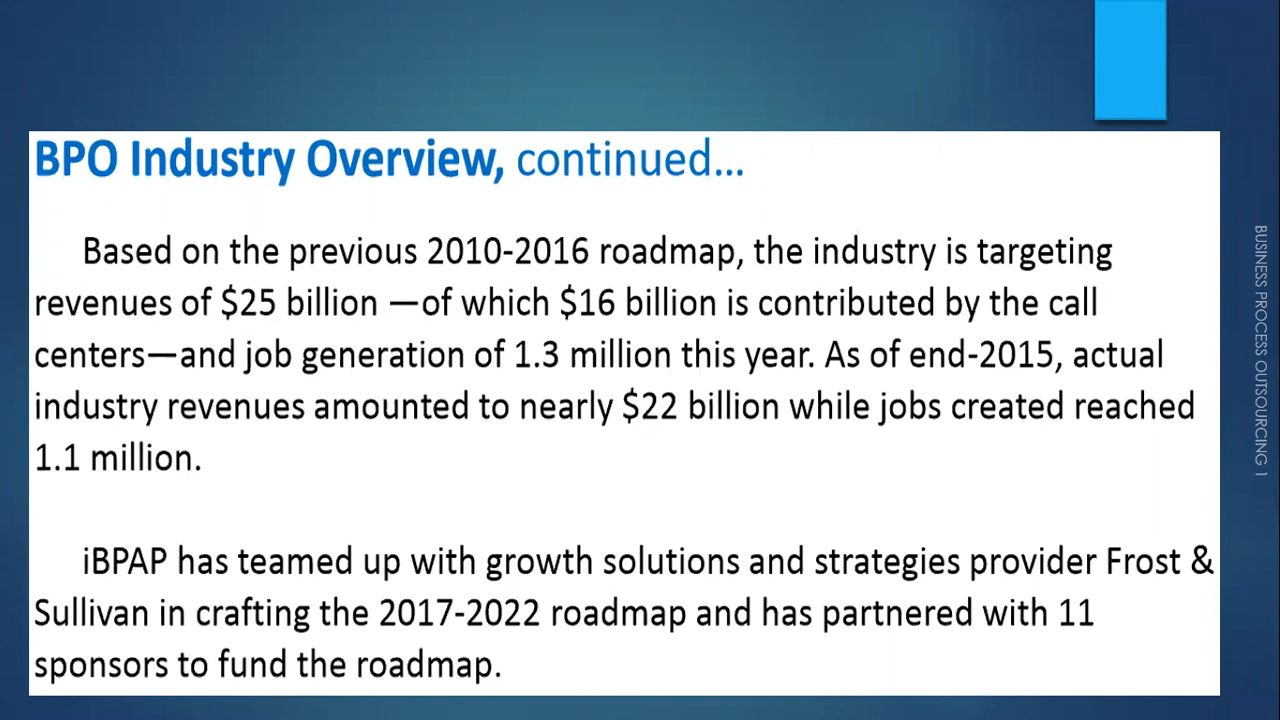 BPO Industry Overview, continued...
Based on the previous 2010-2016 roadmap, the industry is targeting
revenues of $25 billion —of which $16 billion is contributed by the call
centers—and job generation of 1.3 million this year. As of end-2015, actual
industry revenues amounted to nearly $22 billion while jobs created reached
1.1 million.
iBPAP has teamed up with growth solutions and strategies provider Frost &
Sullivan in crafting the 2017-2022 roadmap and has partnered with 11
sponsors to fund the roadmap.
BUSINESS PROCESS OUTSOURCING 1